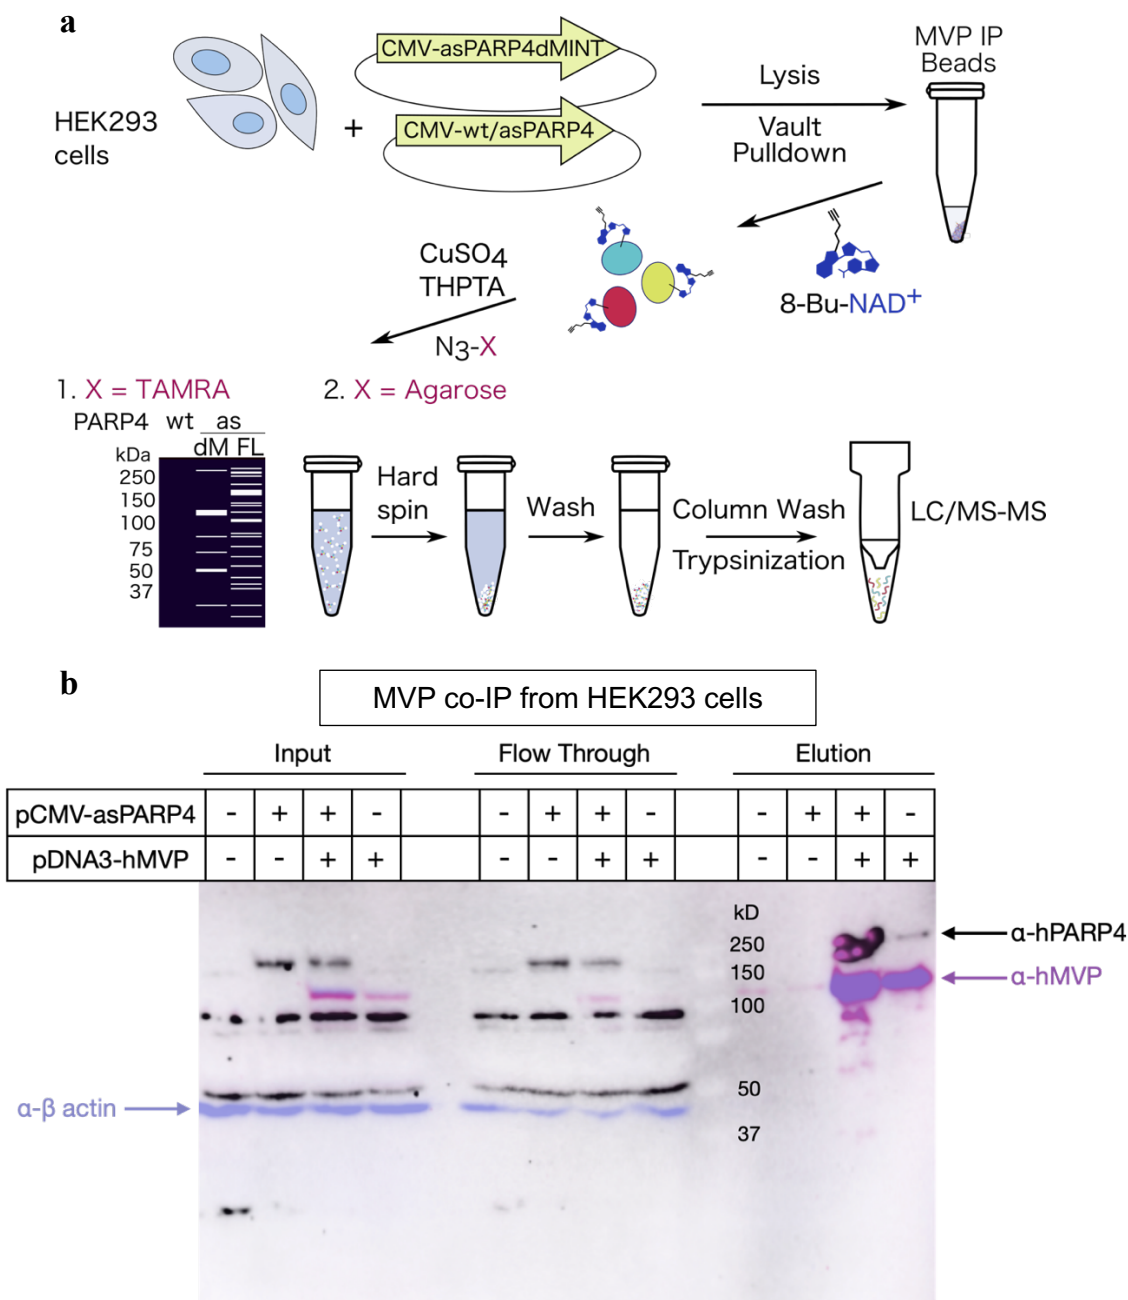 a
HEK293
cells
+
CMV-asPARP4dMINT
CMV-wt/asPARP4
Lysis
Vault
Pulldown
MVP IP
Beads
8-Bu-NAD+
CuSO4
THPTA
N3-X
1. X = TAMRA
2. X = Agarose
PARP4 wt as
dM FL
kDa
250
150
100
75
50
37
Hard
spin
Wash
Column Wash
Trypsinization
LC/MS-MS
b
MVP co-IP from HEK293 cells
Input Flow Through Elution
pCMV-asPARP4 - + + - - + + - - + + -
pDNA3-hMVP - - + + - - + + - - + +
kD
250
150
100
50
37
α-hPARP4
α-hMVP
α-β actin